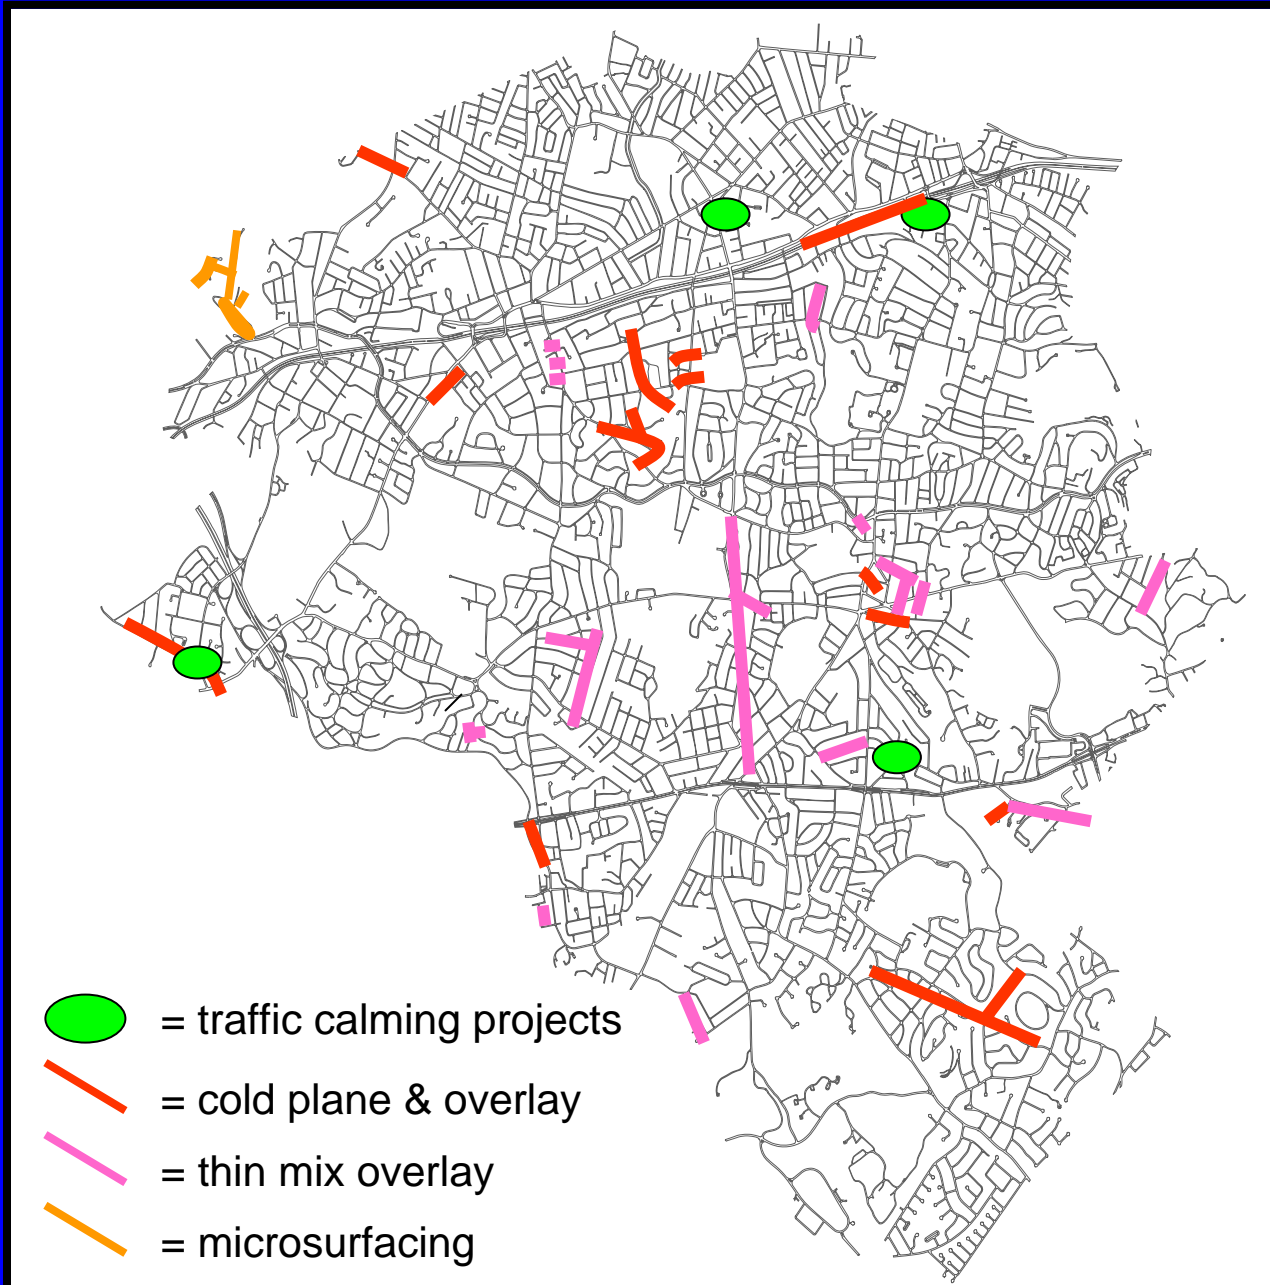 = traffic calming projects
= cold plane & overlay
= thin mix overlay
= microsurfacing